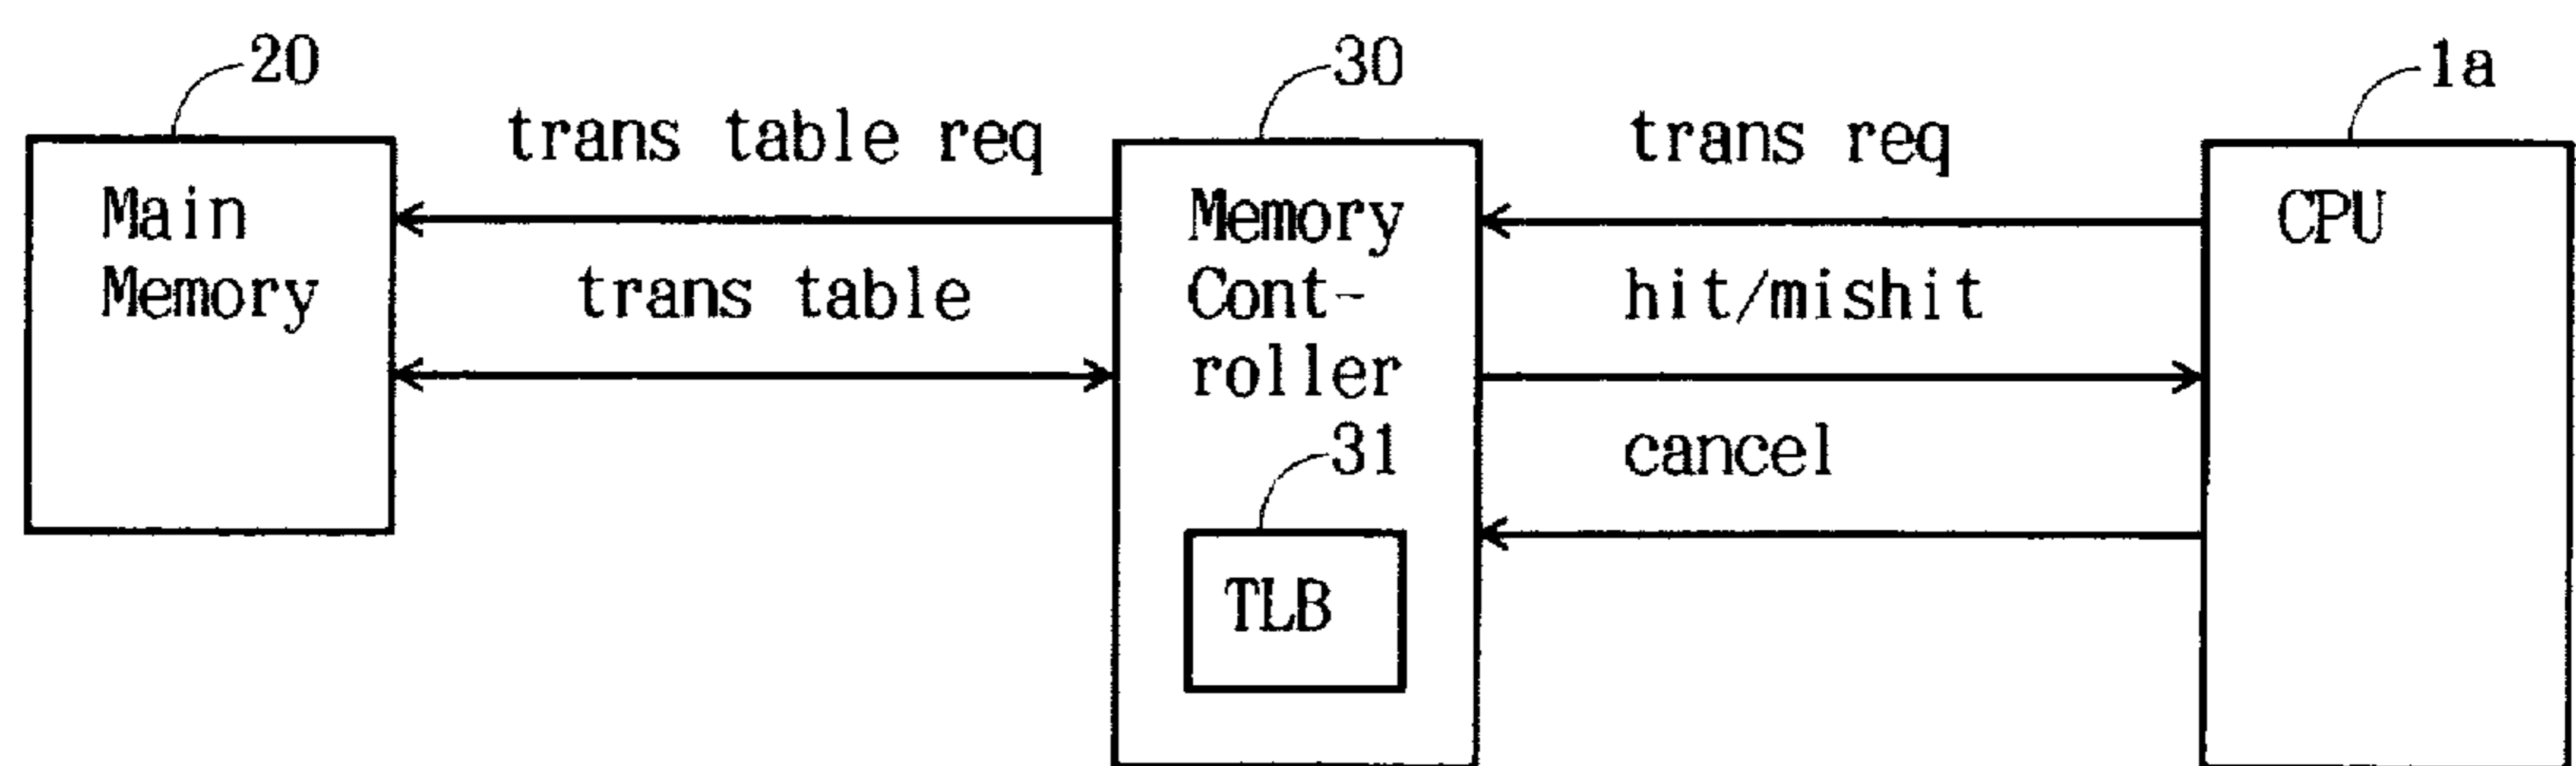 20
30
1a
trans table req
trans req
Main
Memory
Memory
Cont-
roller
CPU
trans table
hit/mishit
31
cancel
TLB